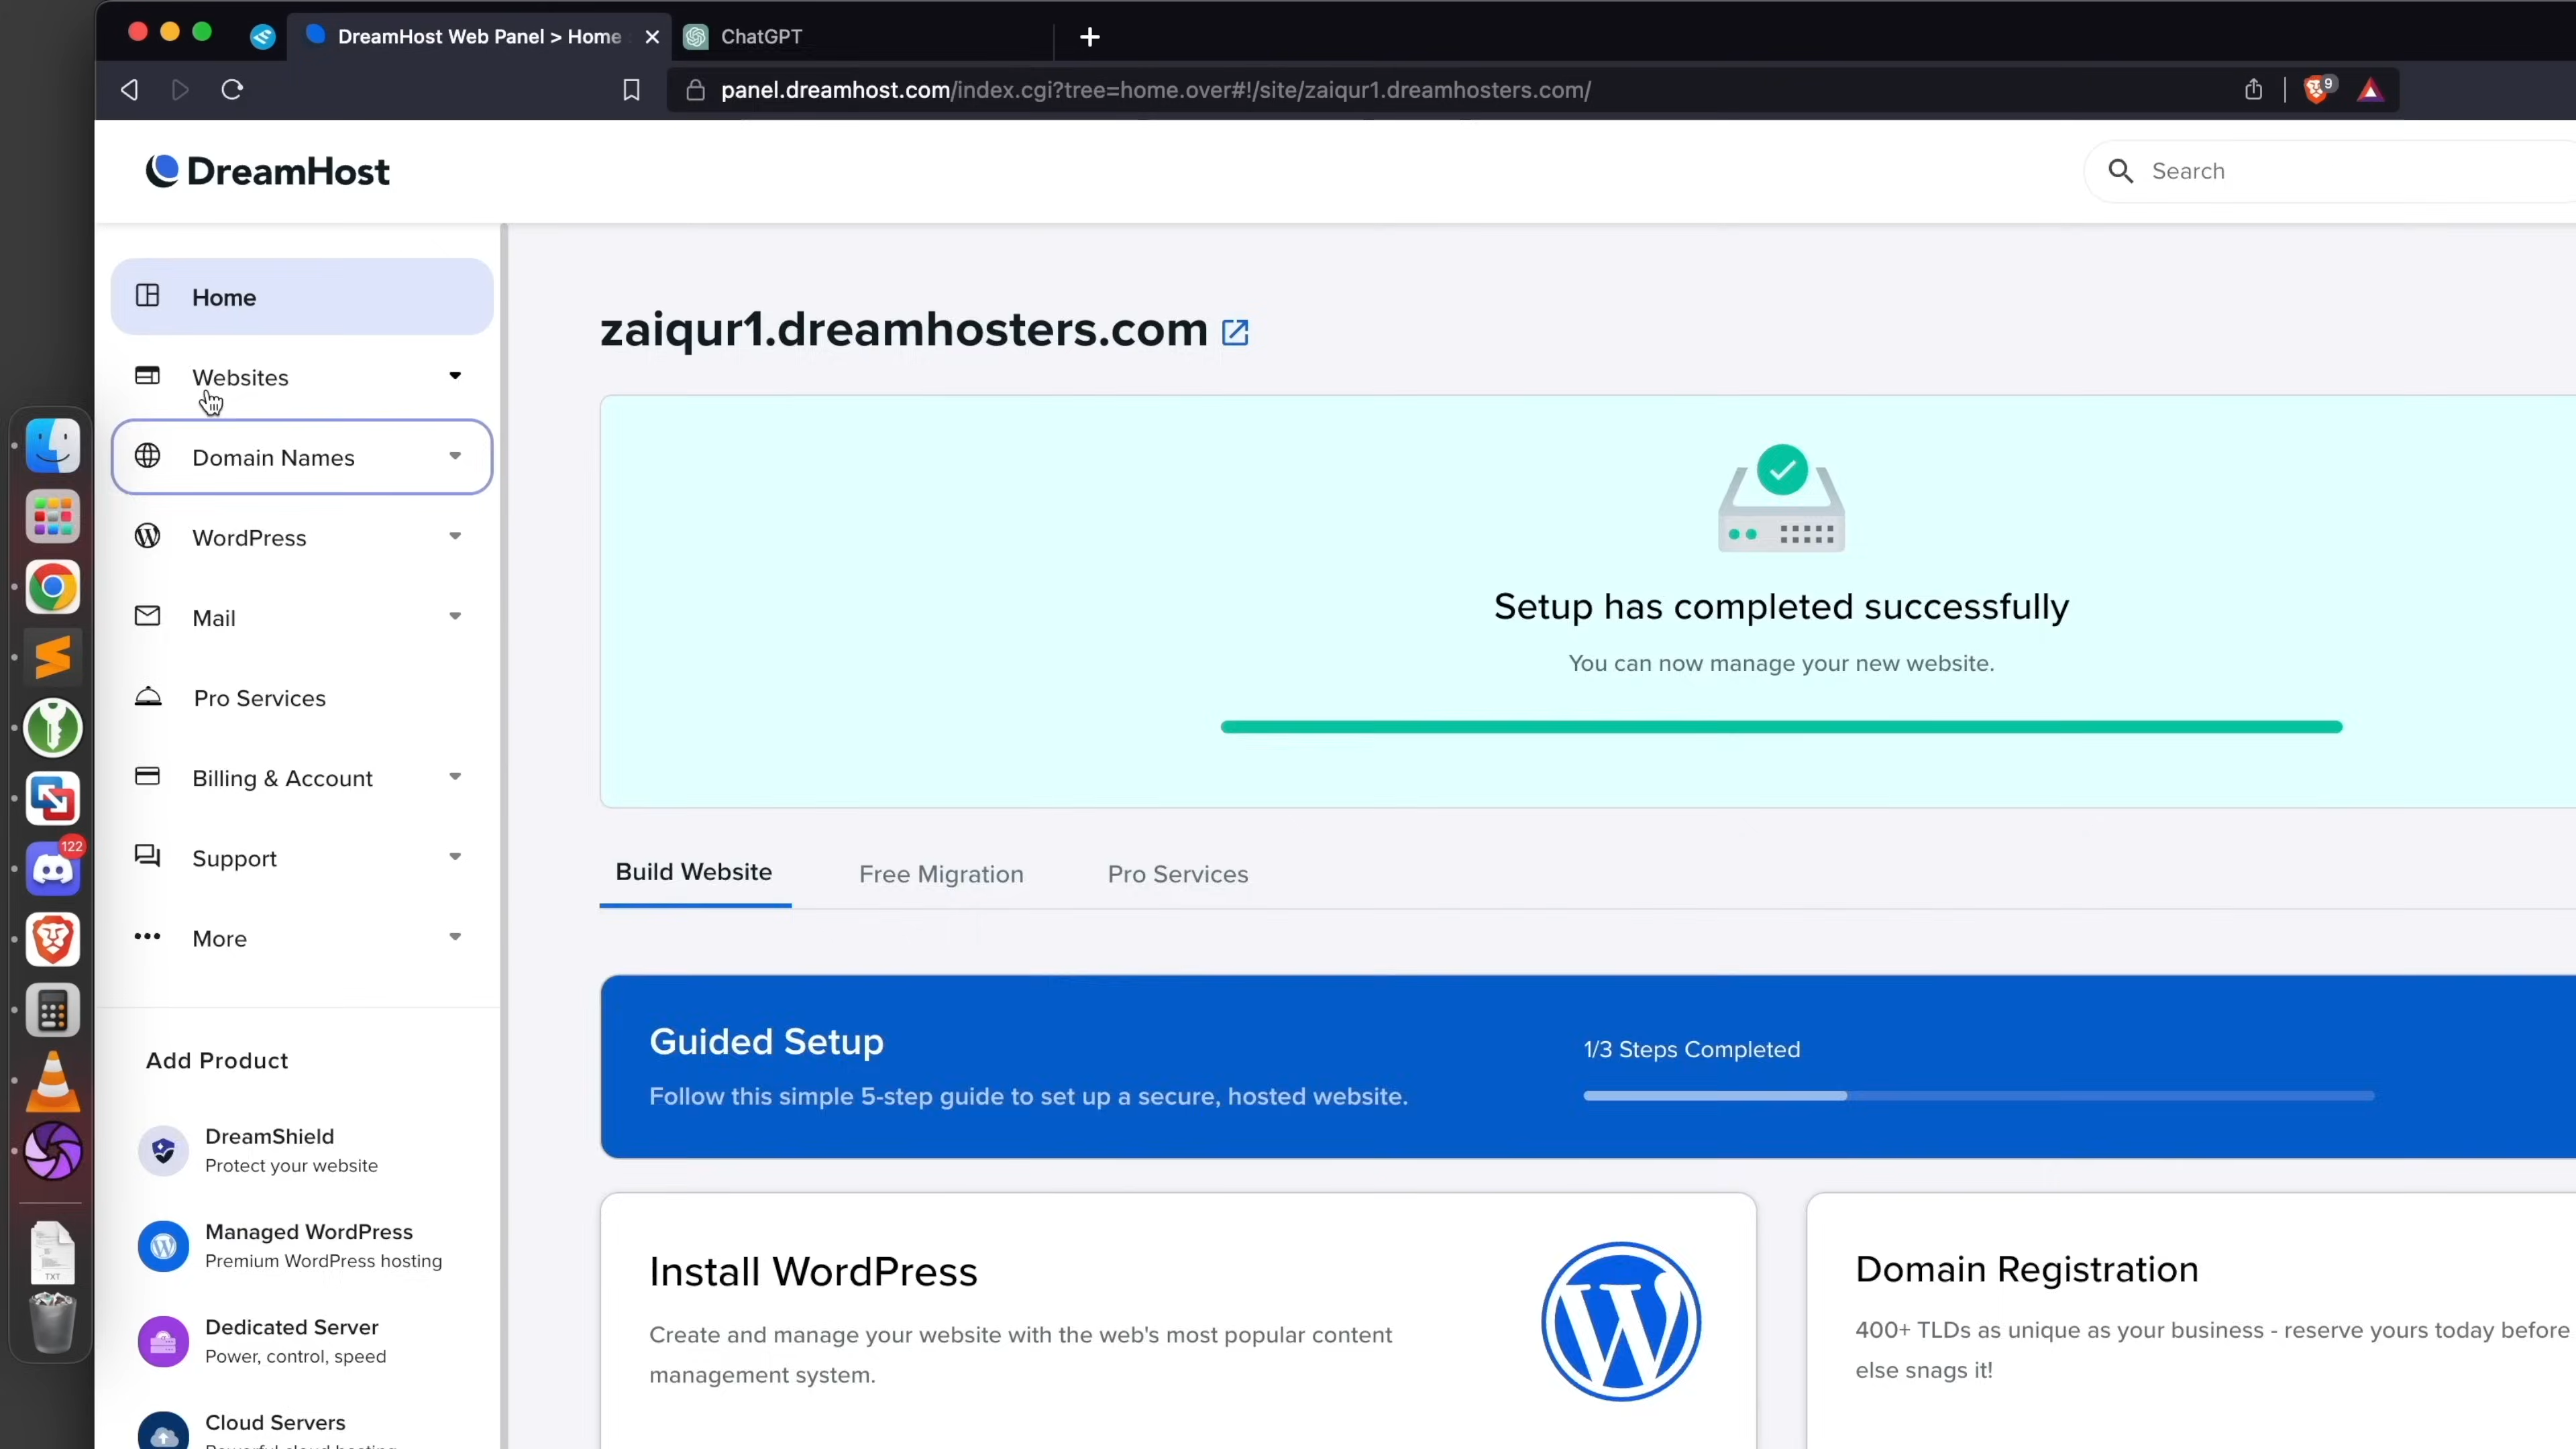 DreamHost Web Panel > Home
ChatGPT
panel.dreamhost.com/index.cgi?tree=home.over#!/site/zaiqur1.dreamhosters.com/
9
DreamHost
Search
Home
Websites
Domain Names
WordPress
Mail
Pro Services
Billing & Account
Support
More
Add Product
DreamShield
Protect your website
Managed WordPress
Premium WordPress hosting
Dedicated Server
Power, control, speed
Cloud Servers
zaiqur1.dreamhosters.com
Setup has completed successfully
You can now manage your new website.
Build Website
Free Migration
Pro Services
Guided Setup
Follow this simple 5-step guide to set up a secure, hosted website.
1/3 Steps Completed
Install WordPress
Create and manage your website with the web's most popular content
management system.
Domain Registration
400+ TLDs as unique as your business - reserve yours today before
else snags it!
122
TXT